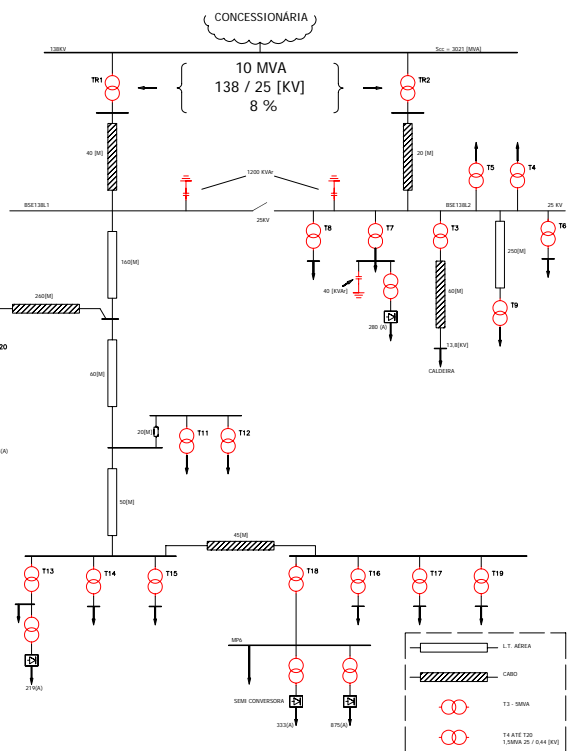 CONCESSIONÁRIA
138KV
Scc = 3021 [MVA]
TR1
10 MVA
138 / 25 [KV]
8 %
TR2
40 [M]
20 [M]
1200 KVAr
T5
T4
BSE138L1
25KV
BSE138L2
25 KV
T8
T7
T3
T6
160[M]
250[M]
40 [KVAr]
60[M]
T9
260[M]
280 (A)
20
13,8[KV]
CALDEIRA
60[M]
20[M]
T11
T12
(A)
50[M]
45[M]
T13
T14
T15
T18
T16
T17
T19
MP6
L.T. AÉREA
219(A)
SEMI CONVERSORA
CABO
333(A)
875(A)
T3 - 5MVA
T4 ATÉ T20
1,5MVA 25 / 0,44 [KV]